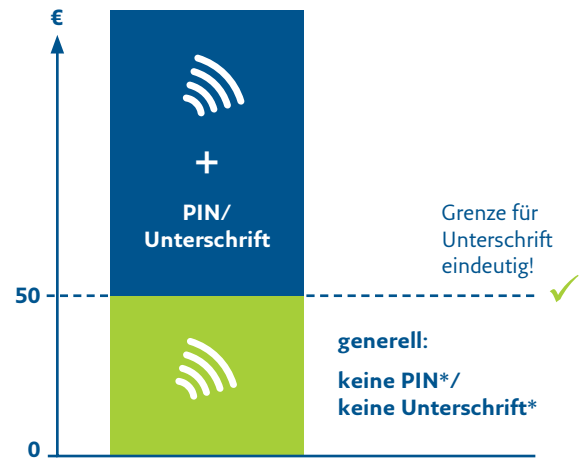 €
+
PIN/
Unterschrift
Grenze für
Unterschrift
eindeutig!
50
generell:
keine PIN*/
keine Unterschrift*
0